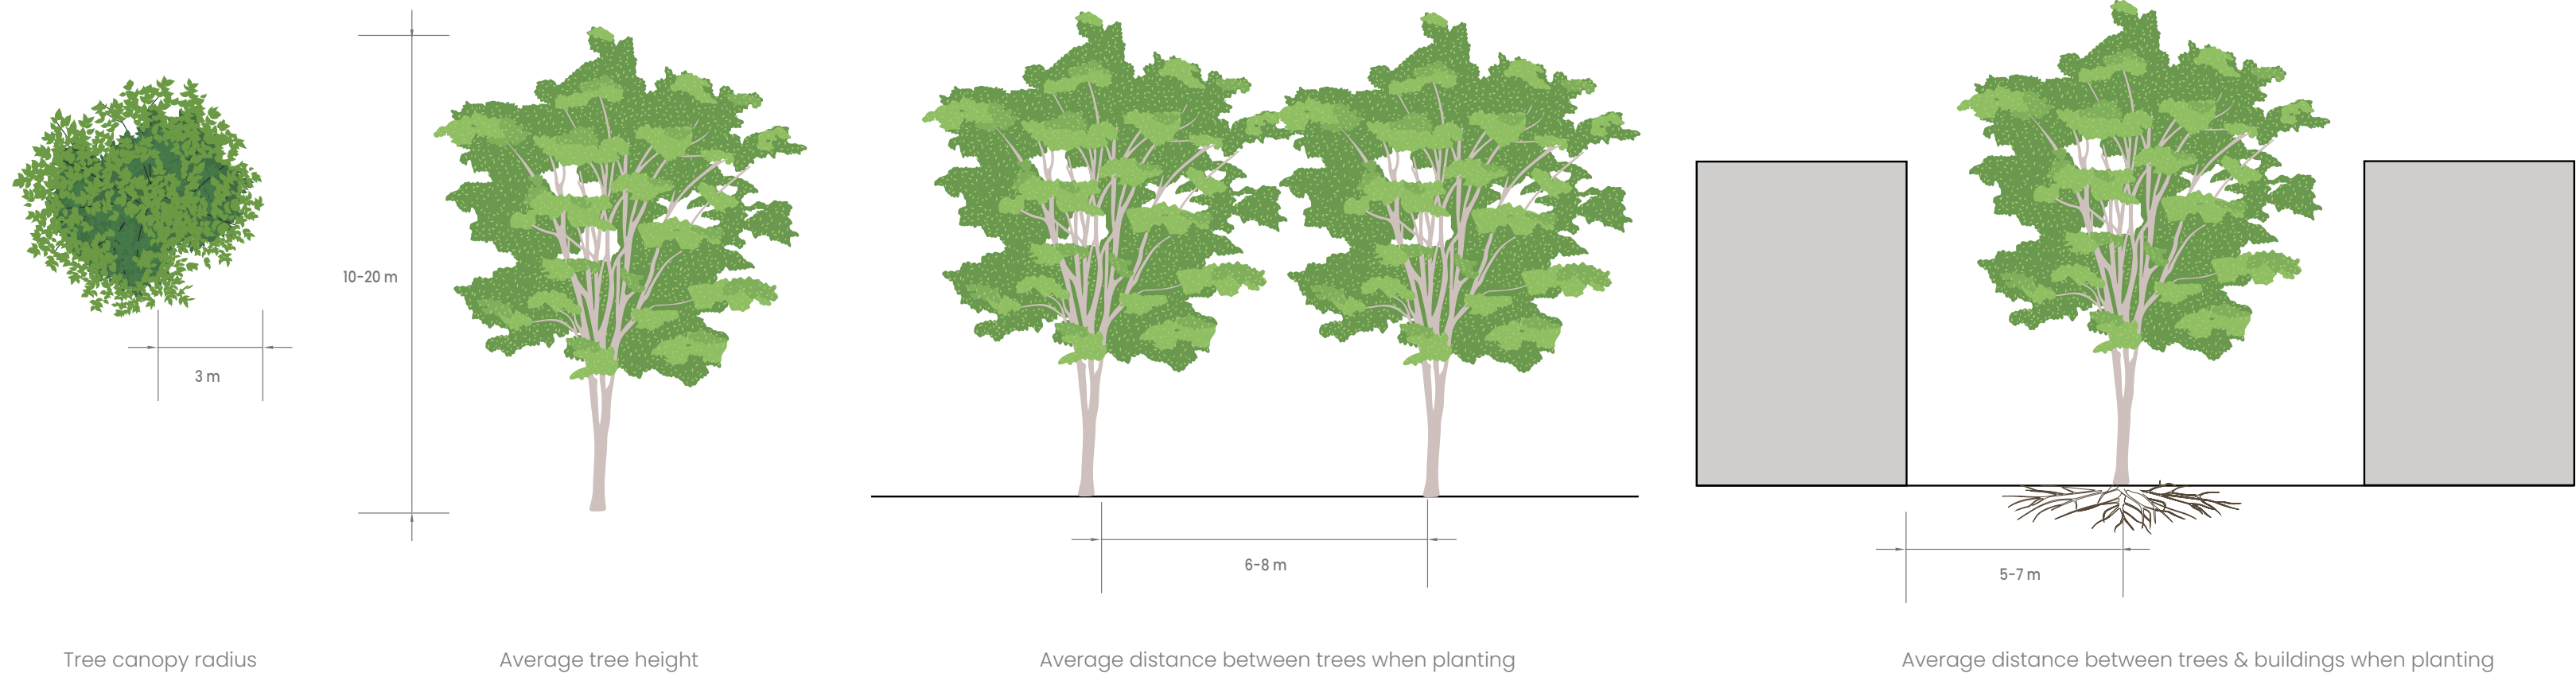 3 m
10-20 m
6-8 m
5-7 m
Tree canopy radius
Average tree height
Average distance between trees when planting
Average distance between trees & buildings when planting